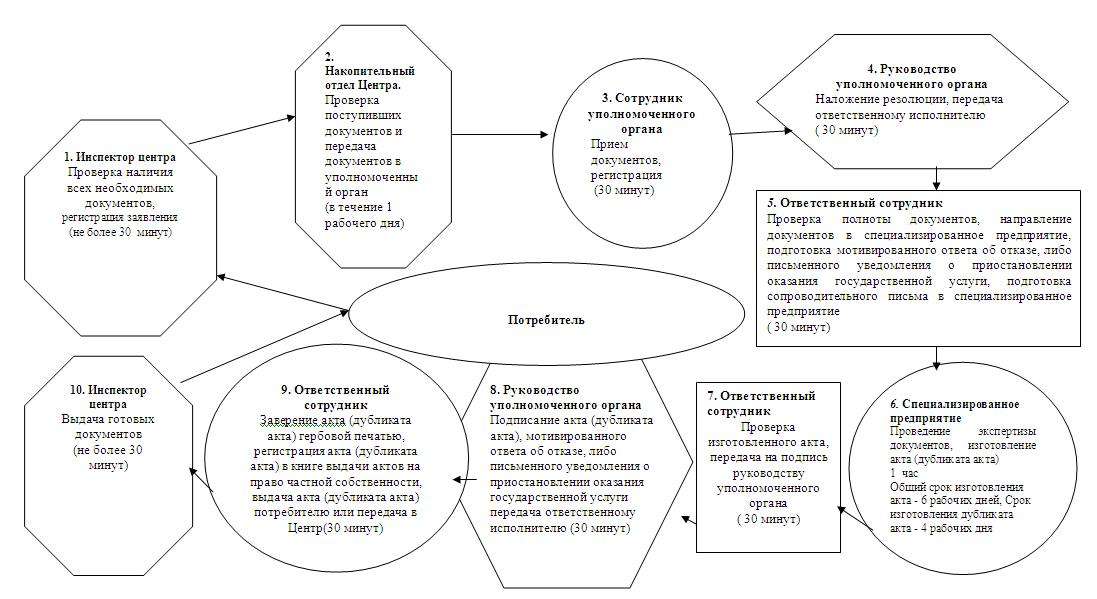 1. Инспектор центра
Проверка наличия
всех необходимых
документов,
регистрация заявления
(не более 30 минут)
2.
Накопительный
отдел Центра.
Проверка
поступивших
документов и
передача
документов в
уполномоченны
й орган
(в течение 1
рабочего дня)
3. Сотрудник
уполномоченного
органа
Прием
документов,
регистрация
(30 минут)
4. Руководство
уполномоченного органа
Наложение резолюции, передача
ответственному исполнителю
( 30 минут)
5. Ответственный сотрудник
Проверка полноты документов, направление
документов в специализированое предприятие,
подготовка мотивированного ответа об отказе, либо
письменного уведомления о приостановлении
оказания государственной услуги, подготовка
сопроводительного письма в специализированное
предприятие
( 30 минут)
Потребитель
6. Специализированное
предприятие
Проведение экспертизы
документов, изготовление
акта (дубликата акта)
1 час
Общий срок изготовления
акта - 6 рабочих дней, Срок
изготовления дубликата
акта - 4 рабочих дня
7. Ответственный
сотрудник
Проверка
изготовленного акта,
передача на подпись
руководству
уполномоченного
органа
( 30 минут)
8. Руководство
уполномоченного органа
Подписание акта (дубликата
акта), мотивированного
ответа об отказе, либо
письменного уведомления о
приостановлении оказания
государственной услуги
передача ответственному
исполнителю (30 минут)
9. Ответственный
сотрудник
Заверение акта (дубликата
акта) гербовой печатью,
регистрация акта (дубликата
акта) в книге выдачи актов на
право частной собственности,
выдача акта (дубликата акта)
потребителю или передача в
Центр(30 минут)
10. Инспектор
центра
Выдача готовых
документов
(не более 30
минут)